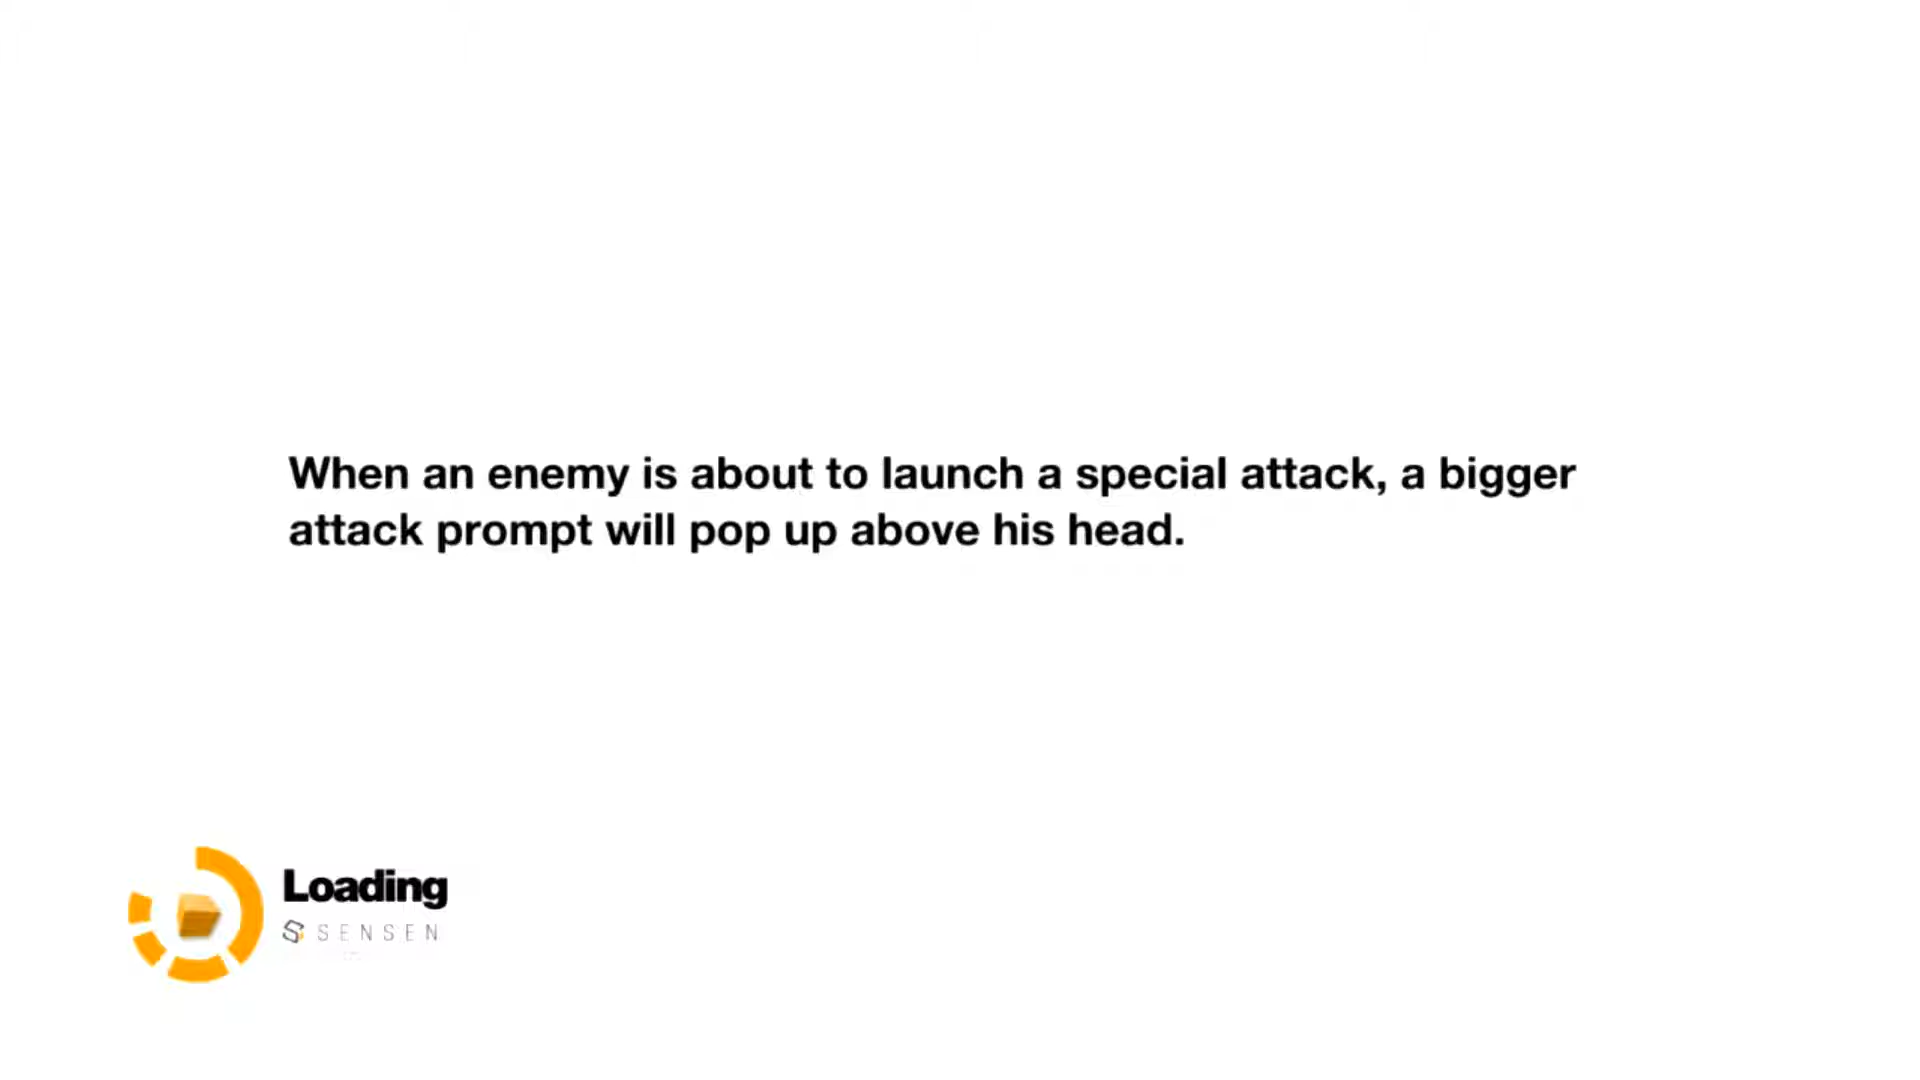 When an enemy is about to launch a special attack, a bigger
attack prompt will pop up above his head.
Loading
SENSEN